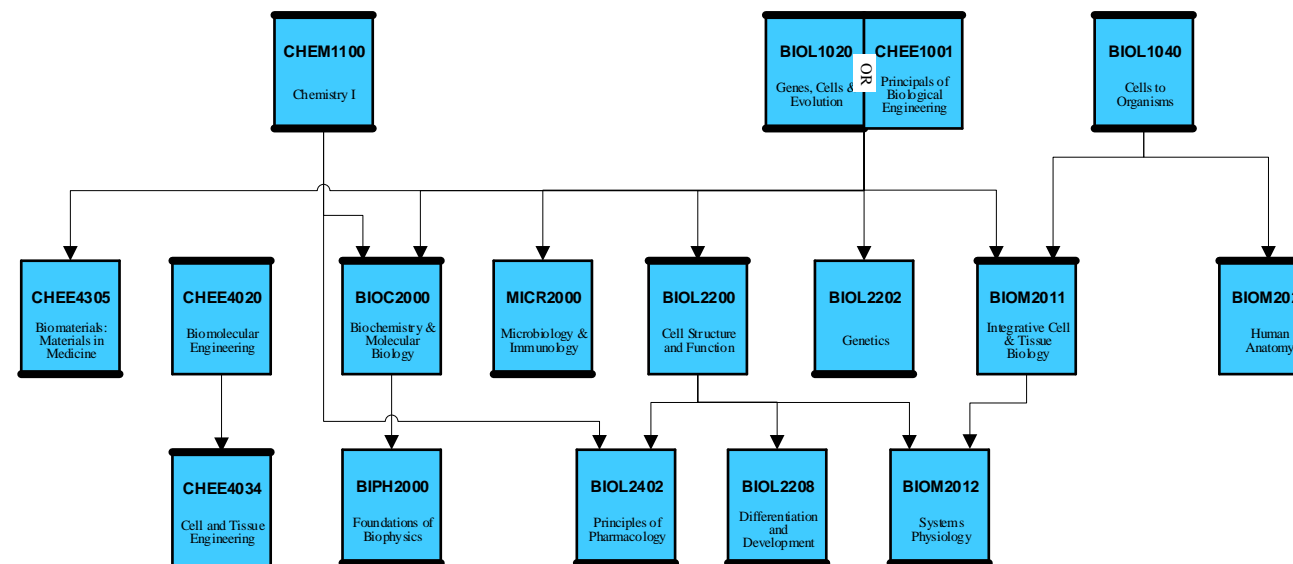 CHEM1100
Chemistry I
BIOL1020
Genes, Cells &
Evolution
OR
CHEE1001
Principals of
Biological
Engineering
BIOL1040
Cells to
Organisms
CHEE4305
Biomaterials:
Materials in
Medicine
CHEE4020
Biomolecular
Engineering
BIOC2000
Biochemistry &
Molecular
Biology
MICR2000
Microbiology &
Immunology
BIOL2200
Cell Structure
and Function
BIOL2202
Genetics
BIOM2011
Integrative Cell
& Tissue
Biology
Human
Anatomy
CHEE4034
Cell and Tissue
Engineering
BIPH2000
Foundations of
Biophysics
BIOL2402
Principles of
Pharmacology
BIOL2208
Differentiation
and
Development
BIOM2012
Systems
Physiology